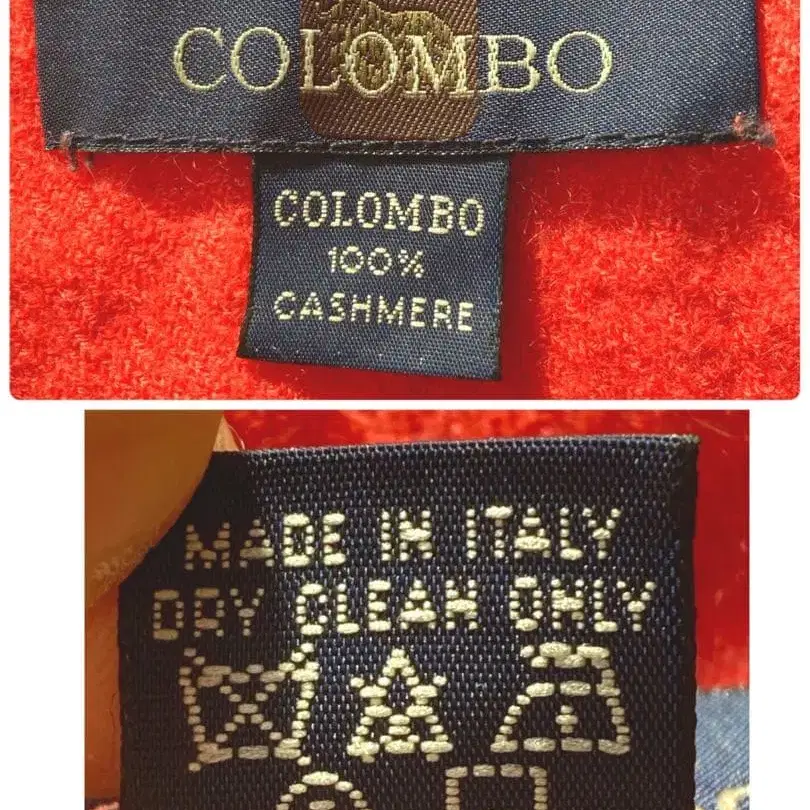 COLOMBO
COLOMBO
100%
CASHMERE
MADE IN ITALY
DRY CLEAN ONLY